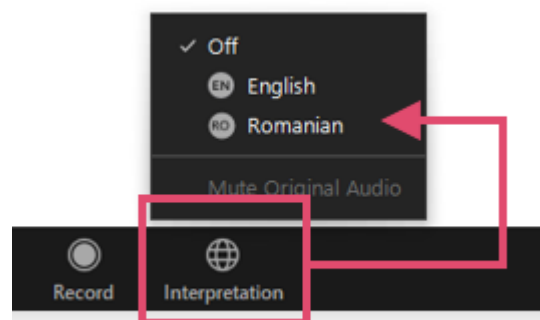 Off
EN English
RO Romanian
Mute Original Audio
Record Interpretation